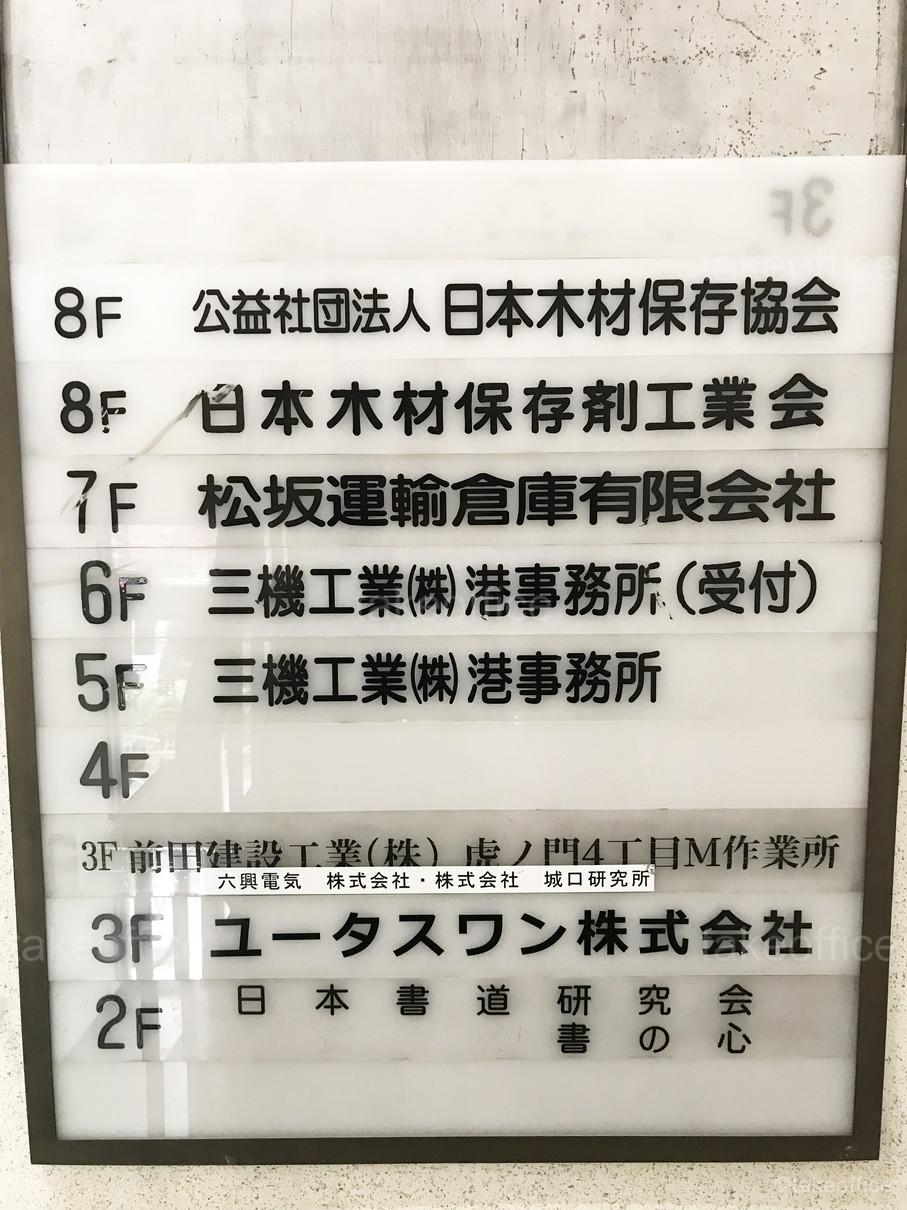 3F
8F 公益社団法人 日本木材保存協会
8F 日本木材保存剤工業会
7F 松坂運輸倉庫有限会社
6F 三機工業㈱ 港事務所（受付）
5F 三機工業㈱ 港事務所
4F
3F 前田建設工業（株） 虎ノ門4丁目M作業所
六興電気　株式会社・株式会社　城口研究所
3F ユータスワン株式会社
2F 日本書道研究会
書の心
takeoffice
takeoffice
takeoffice
©takeoffice